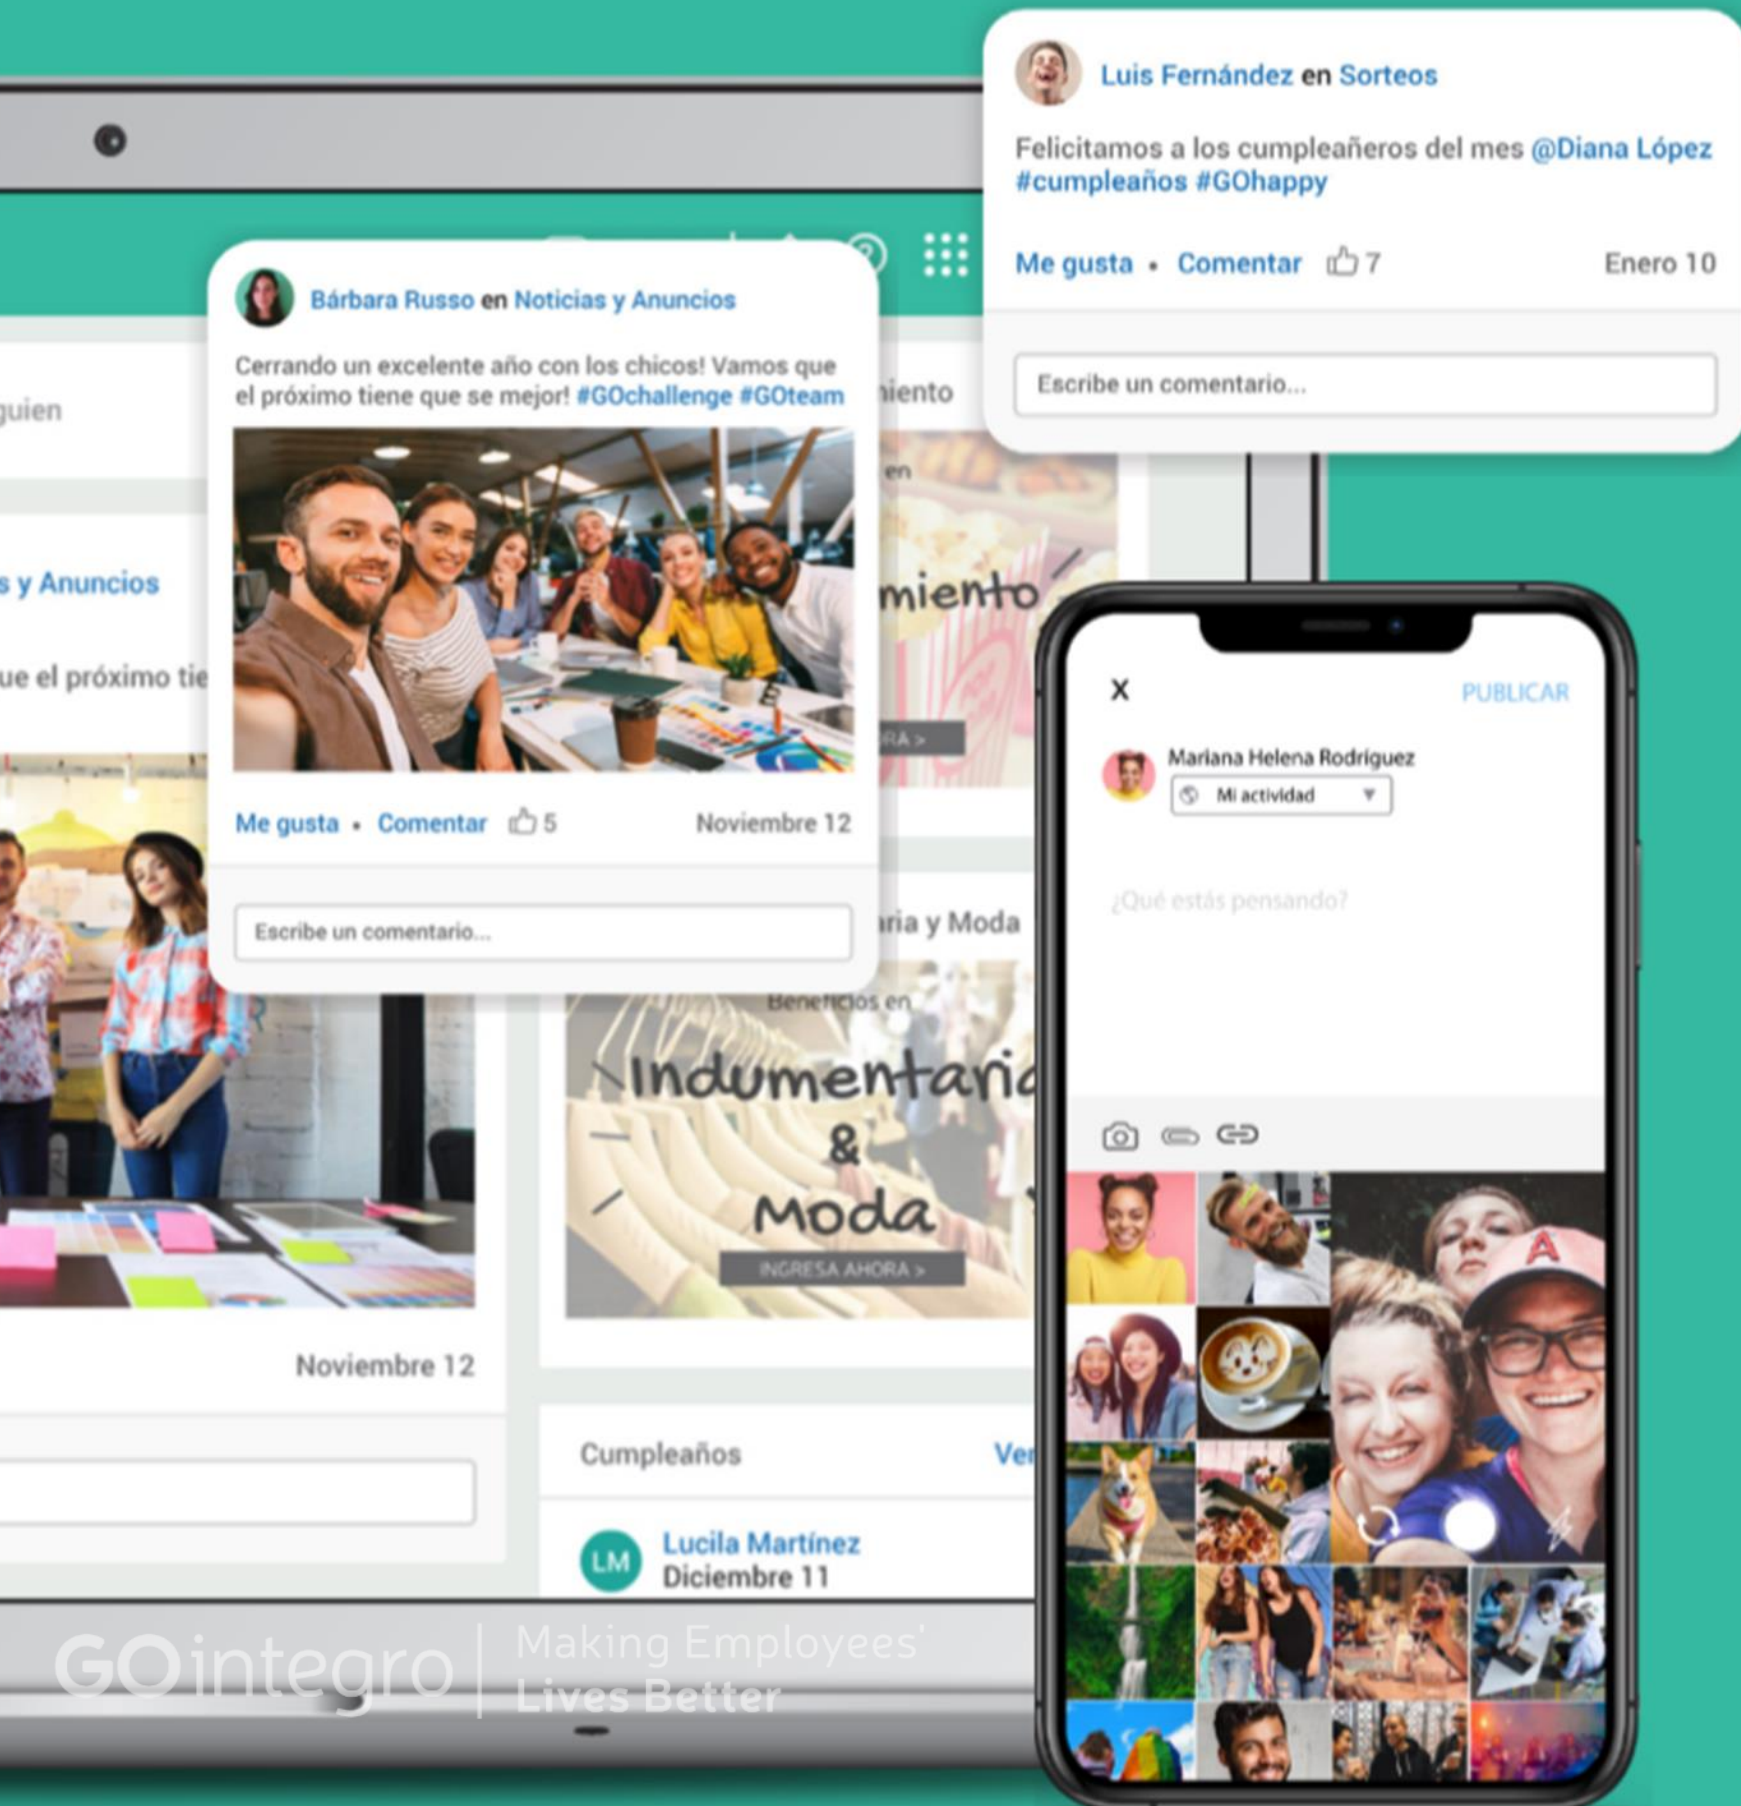 Luis Fernández en Sorteos
Felicitamos a los cumpleañeros del mes @Diana López
#cumpleaños #GOhappy
Me gusta • Comentar 7 Enero 10
Escribe un comentario...
Bárbara Russo en Noticias y Anuncios
Cerrando un excelente año con los chicos! Vamos que
el próximo tiene que se mejor! #GOchallenge #GOteam
Me gusta • Comentar 5 Noviembre 12
Escribe un comentario...
guien
s y Anuncios
ue el próximo tie
Noviembre 12
niento
en
miento
RA >
ria y Moda
Beneficios en
Indumentaria
&
Moda
INGRESA AHORA >
Cumpleaños Ver
LM
Lucila Martínez
Diciembre 11
X PUBLICAR
Mariana Helena Rodríguez
Mi actividad
¿Qué estás pensando?
A
GOintegro | Making Employees'
Lives Better